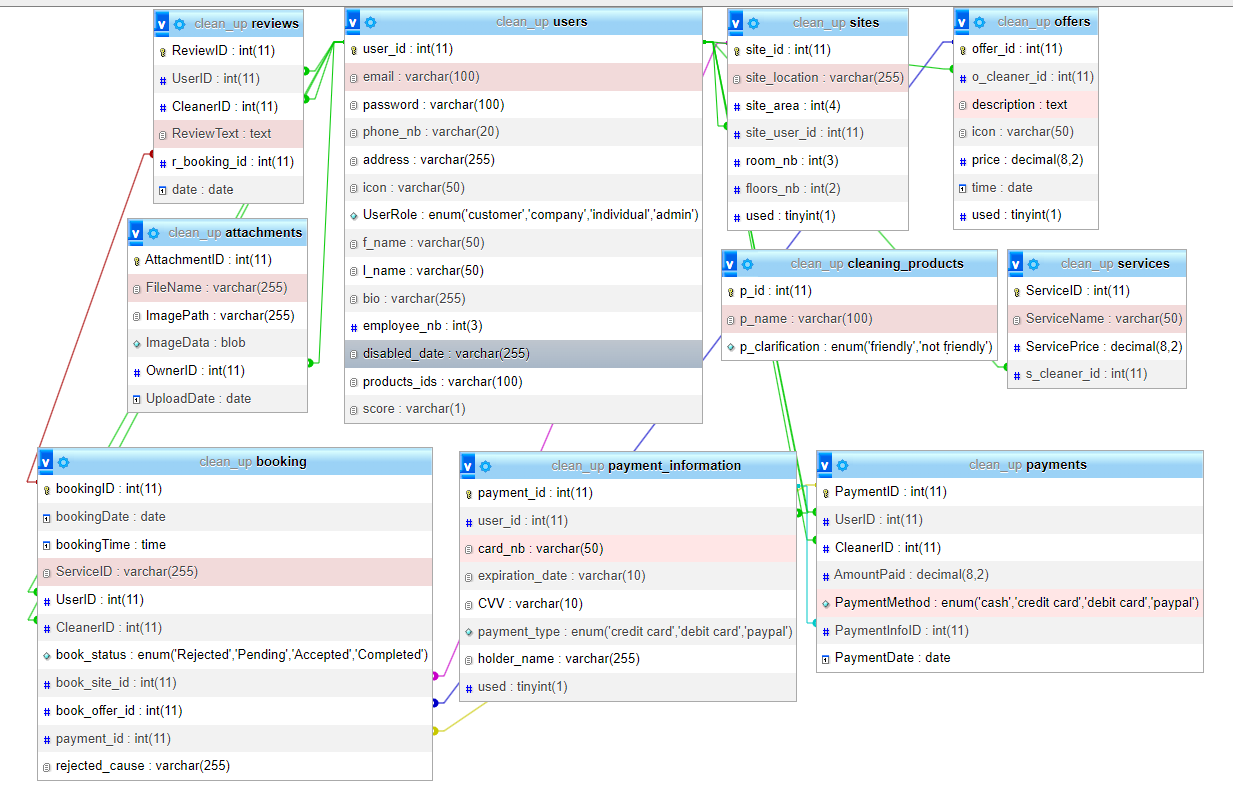 clean_up reviews
ReviewID : int(11)
UserID : int(11)
CleanerID : int(11)
ReviewText : text
r_booking_id : int(11)
date : date
clean_up users
user_id : int(11)
email : varchar(100)
password : varchar(100)
phone_nb : varchar(20)
address : varchar(255)
icon : varchar(50)
UserRole : enum('customer','company','individual','admin')
f_name : varchar(50)
l_name : varchar(50)
bio : varchar(255)
employee_nb : int(3)
disabled_date : varchar(255)
products_ids : varchar(100)
score : varchar(1)
clean_up sites
site_id : int(11)
site_location : varchar(255)
site_area : int(4)
site_user_id : int(11)
room_nb : int(3)
floors_nb : int(2)
used : tinyint(1)
clean_up offers
offer_id : int(11)
o_cleaner_id : int(11)
description : text
icon : varchar(50)
price : decimal(8,2)
time : date
used : tinyint(1)
clean_up attachments
AttachmentID : int(11)
FileName : varchar(255)
ImagePath : varchar(255)
ImageData : blob
OwnerID : int(11)
UploadDate : date
clean_up cleaning_products
p_id : int(11)
p_name : varchar(100)
p_clarification : enum('friendly','not friendly')
clean_up services
ServiceID : int(11)
ServiceName : varchar(50)
ServicePrice : decimal(8,2)
s_cleaner_id : int(11)
clean_up booking
bookingID : int(11)
bookingDate : date
bookingTime : time
ServiceID : varchar(255)
UserID : int(11)
CleanerID : int(11)
book_status : enum('Rejected','Pending','Accepted','Completed')
book_site_id : int(11)
book_offer_id : int(11)
payment_id : int(11)
rejected_cause : varchar(255)
clean_up payment_information
payment_id : int(11)
user_id : int(11)
card_nb : varchar(50)
expiration_date : varchar(10)
CVV : varchar(10)
payment_type : enum('credit card','debit card','paypal')
holder_name : varchar(255)
used : tinyint(1)
clean_up payments
PaymentID : int(11)
UserID : int(11)
CleanerID : int(11)
AmountPaid : decimal(8,2)
PaymentMethod : enum('cash','credit card','debit card','paypal')
PaymentInfoID : int(11)
PaymentDate : date